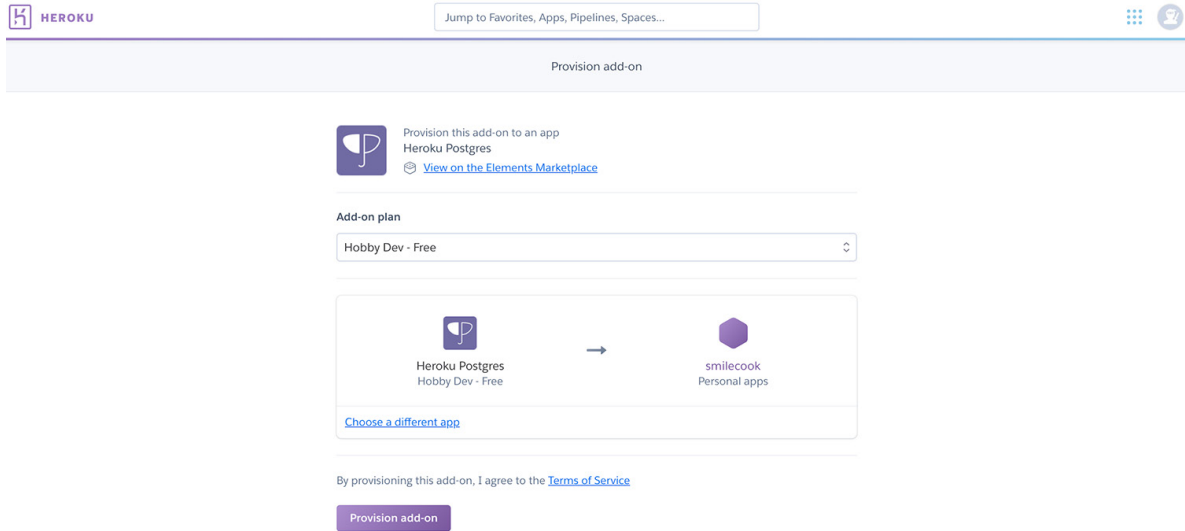 HEROKU
Jump to Favorites, Apps, Pipelines, Spaces...
Provision add-on
Provision this add-on to an app
Heroku Postgres
View on the Elements Marketplace
Add-on plan
Hobby Dev - Free
Heroku Postgres
Hobby Dev - Free
smilecook
Personal apps
Choose a different app
By provisioning this add-on, I agree to the Terms of Service
Provision add-on